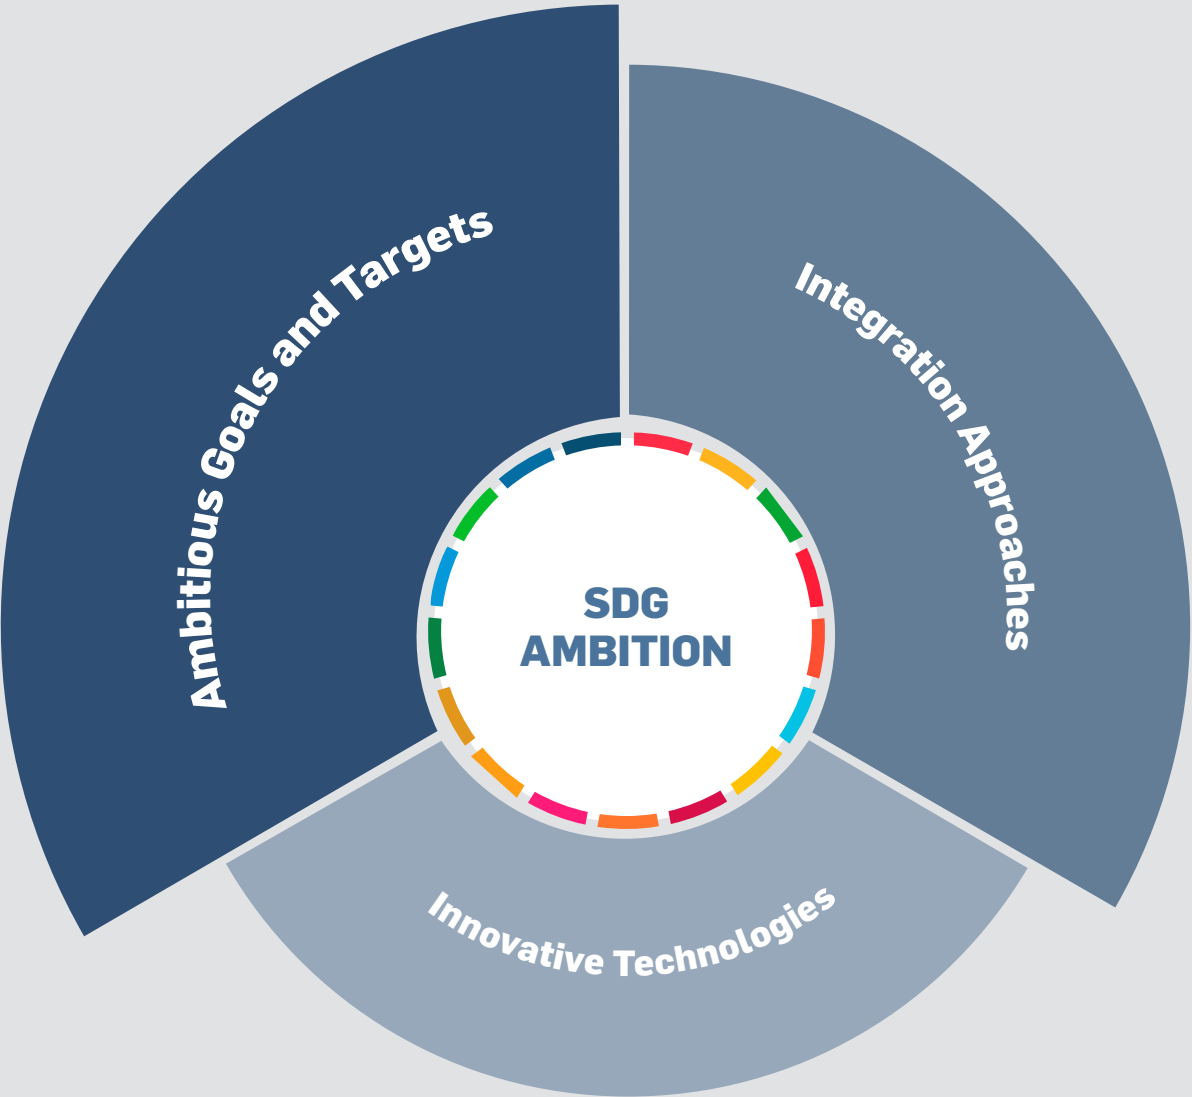 Ambitious Goals and Targets
Integration Approaches
SDG
AMBITION
Innovative Technologies